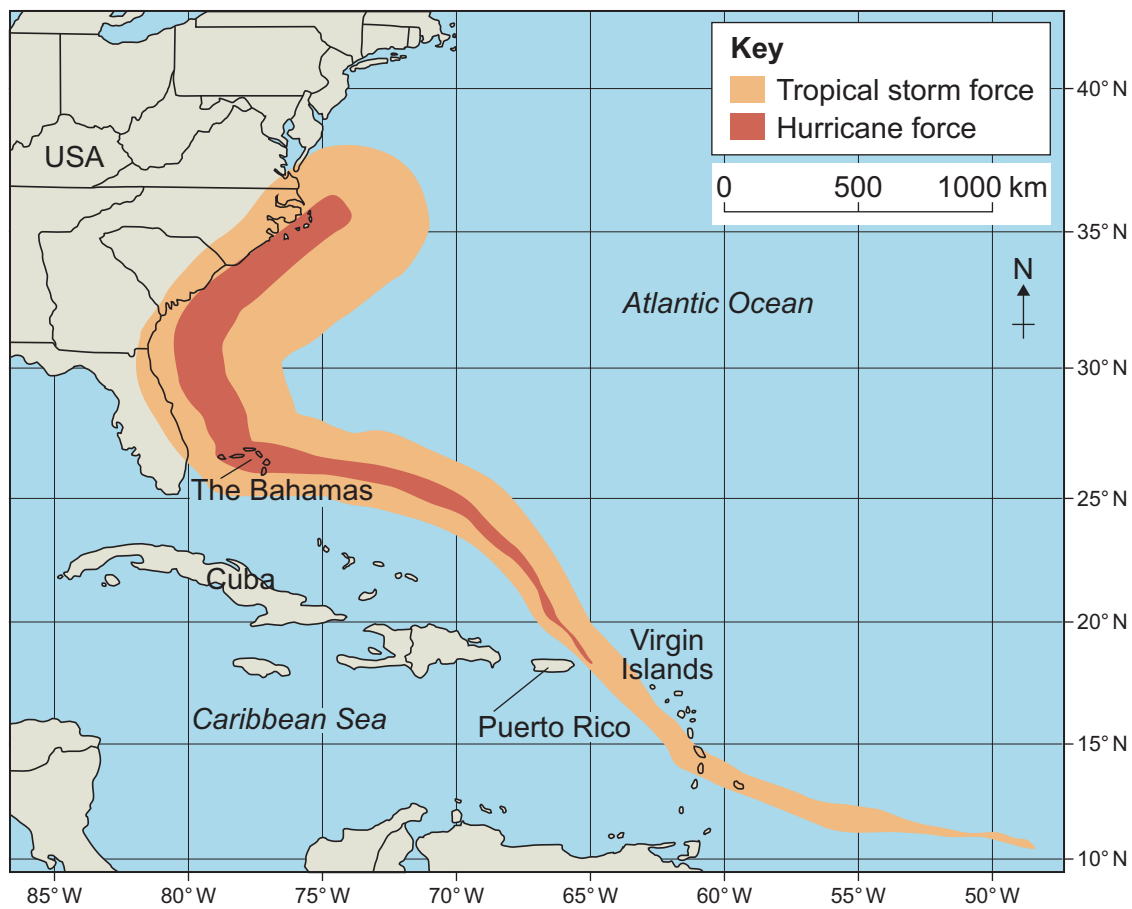 Key
Tropical storm force
Hurricane force
0 500 1000 km
40° N
35° N
30° N
25° N
20° N
15° N
10° N
N
USA
Atlantic Ocean
The Bahamas
Cuba
Virgin
Islands
Puerto Rico
Caribbean Sea
85° W 80° W 75° W 70° W 65° W 60° W 55° W 50° W